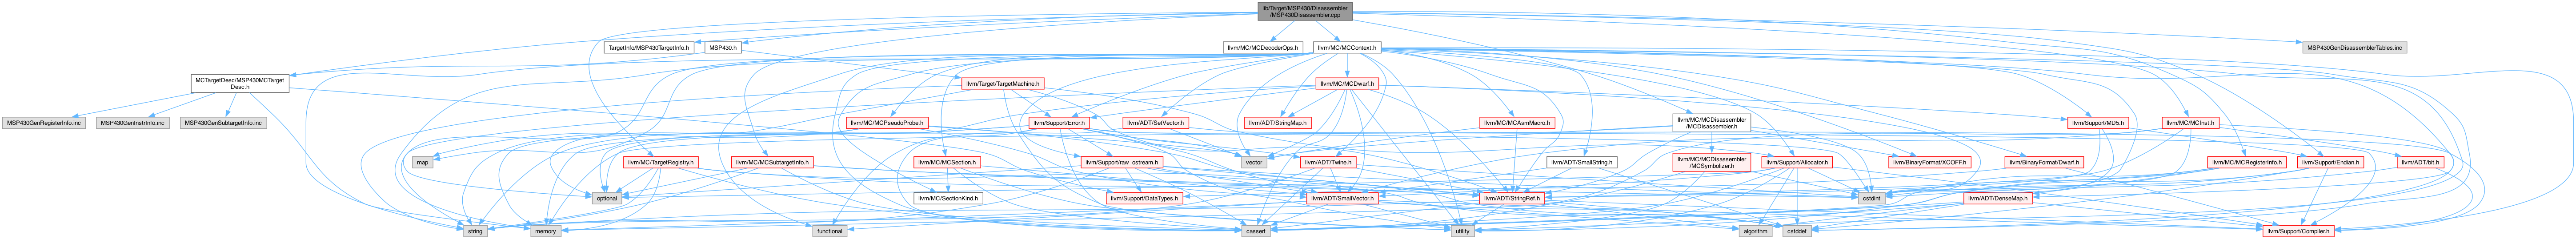 lib/Target/MSP430/Disassembler
/MSP430Disassembler.cpp
TargetInfo/MSP430TargetInfo.h
MSP430.h
llvm/MC/MCDecoderOps.h
llvm/MC/MCContext.h
MSP430GenDisassemblerTables.inc
MCTargetDesc/MSP430MCTarget
Desc.h
llvm/Target/TargetMachine.h
llvm/MC/MCDwarf.h
MSP430GenRegisterInfo.inc
MSP430GenInstrInfo.inc
MSP430GenSubtargetInfo.inc
llvm/MC/MCPseudoProbe.h
llvm/Support/Error.h
llvm/ADT/SetVector.h
llvm/ADT/StringMap.h
llvm/MC/MCAsmMacro.h
llvm/MC/MCDisassembler
/MCDisassembler.h
llvm/Support/MD5.h
llvm/MC/MCInst.h
map
llvm/MC/TargetRegistry.h
llvm/MC/MCSubtargetInfo.h
llvm/MC/MCSection.h
llvm/Support/raw_ostream.h
vector
llvm/ADT/Twine.h
llvm/ADT/SmallString.h
llvm/MC/MCDisassembler
/MCSymbolizer.h
llvm/Support/Allocator.h
llvm/BinaryFormat/XCOFF.h
llvm/BinaryFormat/Dwarf.h
llvm/MC/MCRegisterInfo.h
llvm/Support/Endian.h
llvm/ADT/bit.h
optional
llvm/MC/SectionKind.h
llvm/Support/DataTypes.h
llvm/ADT/SmallVector.h
llvm/ADT/StringRef.h
cstdint
llvm/ADT/DenseMap.h
string
memory
functional
cassert
utility
algorithm
cstddef
llvm/Support/Compiler.h